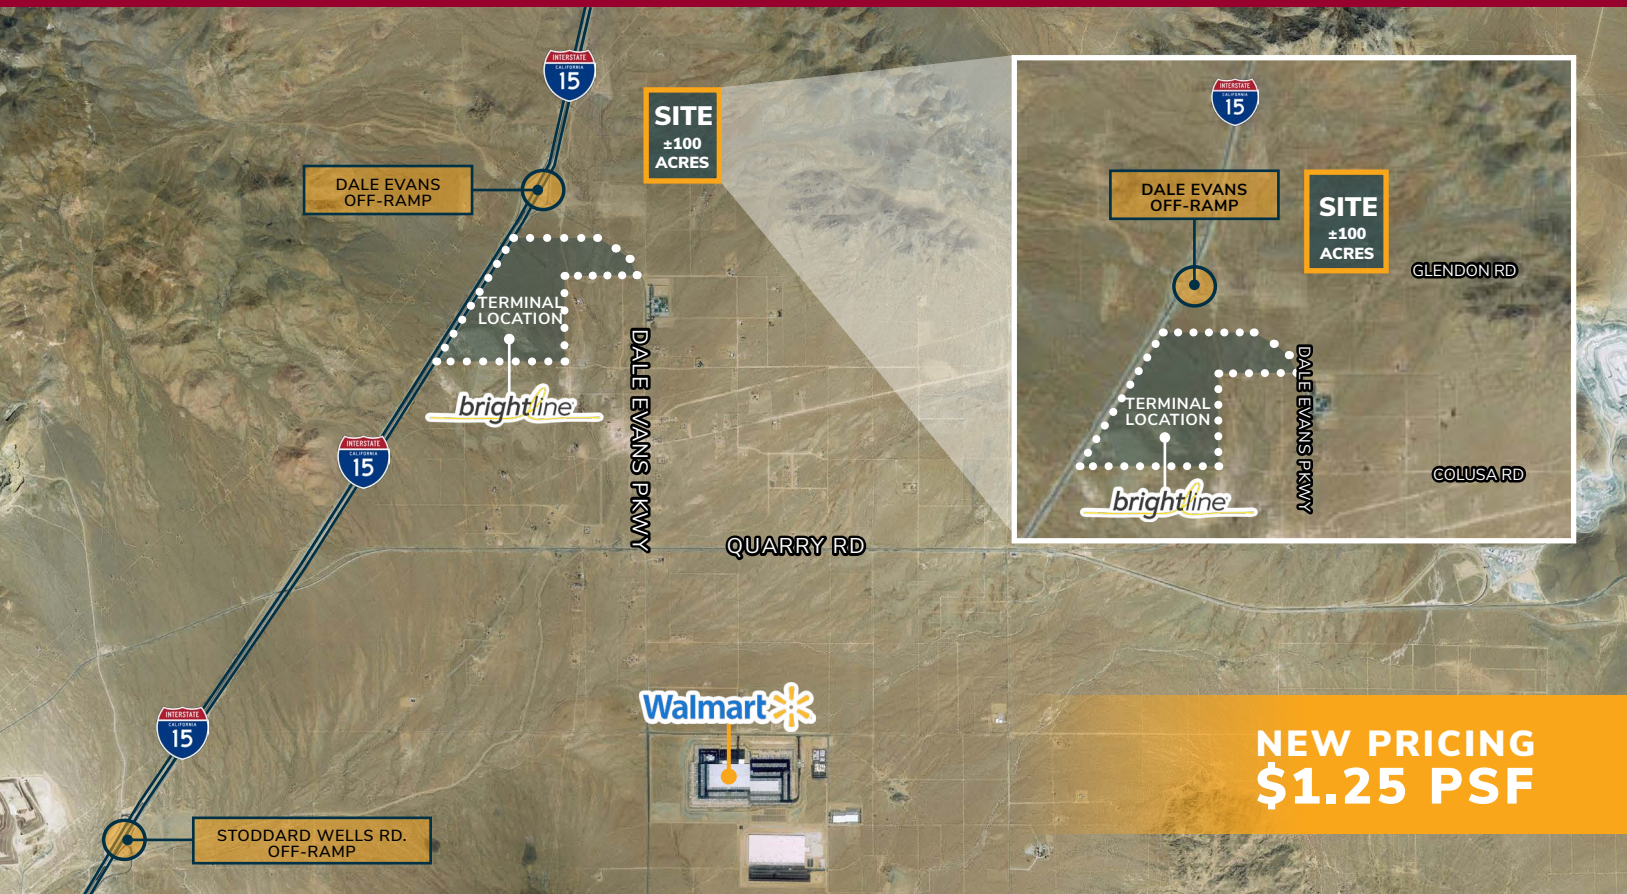 INTERSTATE
CALIFORNIA
15
SITE
±100
ACRES
DALE EVANS
OFF-RAMP
TERMINAL
LOCATION
brightline
DALE EVANS PKWY
INTERSTATE
CALIFORNIA
15
QUARRY RD
INTERSTATE
CALIFORNIA
15
Walmart
STODDARD WELLS RD.
OFF-RAMP
INTERSTATE
CALIFORNIA
15
DALE EVANS
OFF-RAMP
SITE
±100
ACRES
GLENDON RD
TERMINAL
LOCATION
DALE EVANS PKWY
COLUSA RD
brightline
NEW PRICING
$1.25 PSF